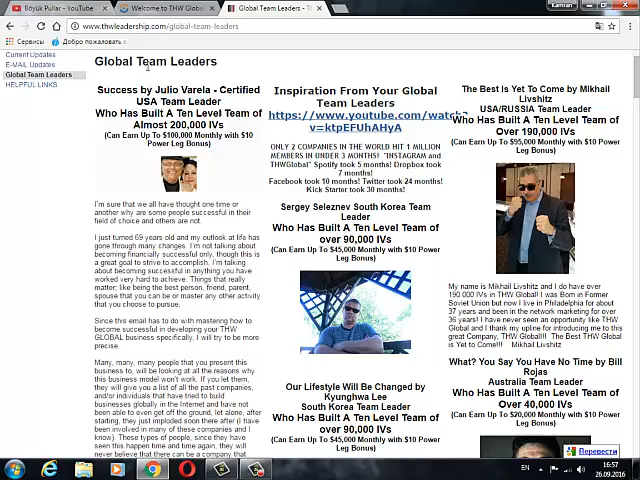 Böyük Pullar - YouTube
Welcome to THW Global
Global Team Leaders - TH
Kamran
www.thwleadership.com/global-team-leaders
Сервисы
Добро пожаловать »
Current Updates
E-MAIL Updates
Global Team Leaders
HELPFUL LINKS
Global Team Leaders
Success by Julio Varela - Certified
USA Team Leader
Who Has Built A Ten Level Team of
Almost 200,000 IVs
(Can Earn Up To $100,000 Monthly with $10
Power Leg Bonus)
I'm sure that we all have thought one time or
another why are some people successful in their
field of choice and others are not.
I just turned 69 years old and my outlook at life has
gone through many changes. I'm not talking about
becoming financially successful only, though this is
a great goal to strive to accomplish. I'm talking
about becoming successful in anything you have
worked very hard to achieve. Things that really
matter; like being the best person, friend, parent,
spouse that you can be or master any other activity
that you choose to pursue.
Since this email has to do with mastering how to
become successful in developing your THW
GLOBAL business specifically, I will try to be more
precise.
Many, many, many people that you present this
business to, will be looking at all the reasons why
this business model won't work. If you let them,
they will give you a list of all the past companies,
and/or individuals that have tried to build
businesses globally in the Internet and have not
been able to even get off the ground, let alone, after
starting, they just imploded soon there after (I have
been involved in many of these companies and I
know). These types of people, since they have
seen this happen time and time again, they will
never believe that there can be a company that
Inspiration From Your Global
Team Leaders
https://www.youtube.com/watch?
v=ktpEFUhAHyA
ONLY 2 COMPANIES IN THE WORLD HIT 1 MILLION
MEMBERS IN UNDER 3 MONTHS! "INSTAGRAM and
THWGlobal" Spotify took 5 months! Dropbox took
7 months!
Facebook took 10 months! Twitter took 24 months!
Kick Starter took 30 months!
Sergey Seleznev South Korea Team
Leader
Who Has Built A Ten Level Team of
over 90,000 IVs
(Can Earn Up To $45,000 Monthly with $10 Power
Leg Bonus)
Our Lifestyle Will Be Changed by
Kyunghwa Lee
South Korea Team Leader
Who Has Built A Ten Level Team of
over 90,000 IVs
(Can Earn Up To $45,000 Monthly with $10 Power
Leg Bonus)
The Best Is Yet To Come by Mikhail
Livshitz
USA/RUSSIA Team Leader
Who Has Built A Ten Level Team of
Over 190,000 IVs
(Can Earn Up To $95,000 Monthly with $10 Power
Leg Bonus)
My name is Mikhail Livshitz and I do have over
190 000 IVs in THW Global! I was Born in Former
Soviet Union but now I live in Philadelphia for about
37 years and been in the network marketing for over
36 years! I have never seen an opportunity like THW
Global and I thank my upline for introducing me to this
great Company, THW Global!!! The Best THW Global
is Yet to Come!!! Mikhail Livshitz
What? You Say You Have No Time by Bill
Rojas
Australia Team Leader
Who Has Built A Ten Level Team of
Over 40,000 IVs
(Can Earn Up To $20,000 Monthly with $10 Power
Leg Bonus)
Перевести
EN
16:57
26.09.2016